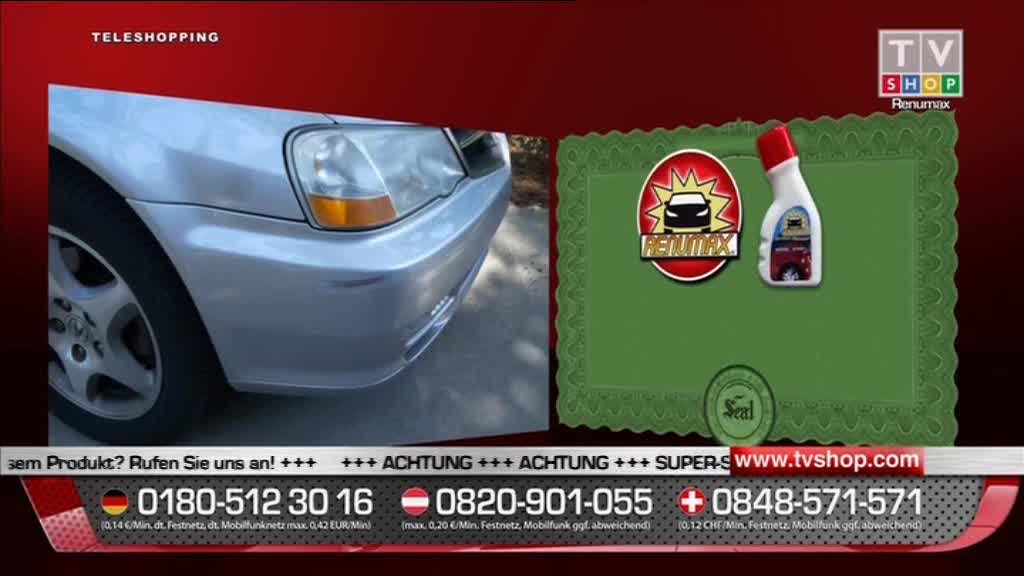 TELESHOPPING
TV
SHOP
Renumax
RENUMAX
Seal
sem Produkt? Rufen Sie uns an! +++ +++ ACHTUNG +++ ACHTUNG +++ SUPER-S
www.tvshop.com
0180-512 30 16
0820-901-055
0848-571-571
(0,14 €/Min. dt. Festnetz, dt. Mobilfunknetz max. 0,42 EUR/Min)
(max. 0,20 €/Min. Festnetz, Mobilfunk ggf. abweichend)
(0,12 CHF/Min. Festnetz, Mobilfunk ggf. abweichend)